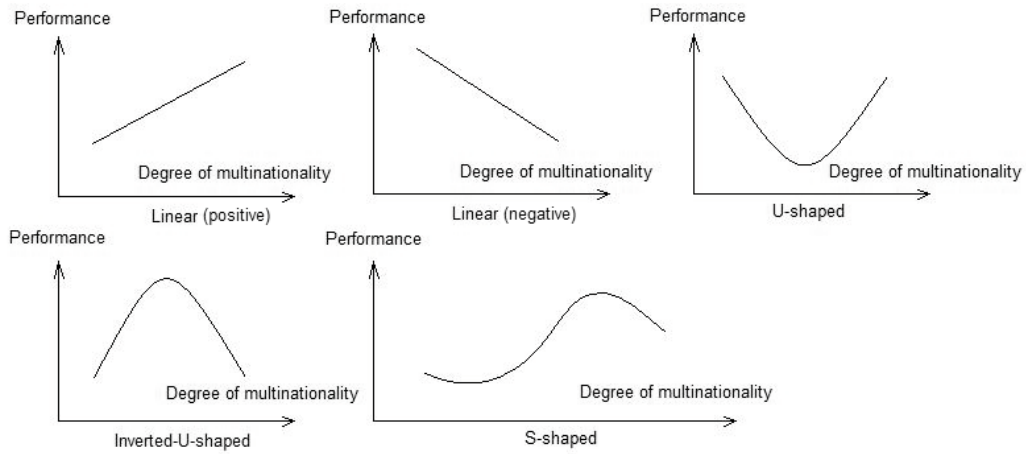 Performance
Degree of multinationality
Linear (positive)
Performance
Degree of multinationality
Linear (negative)
Performance
Degree of multinationality
U-shaped
Performance
Degree of multinationality
Inverted-U-shaped
Performance
Degree of multinationality
S-shaped